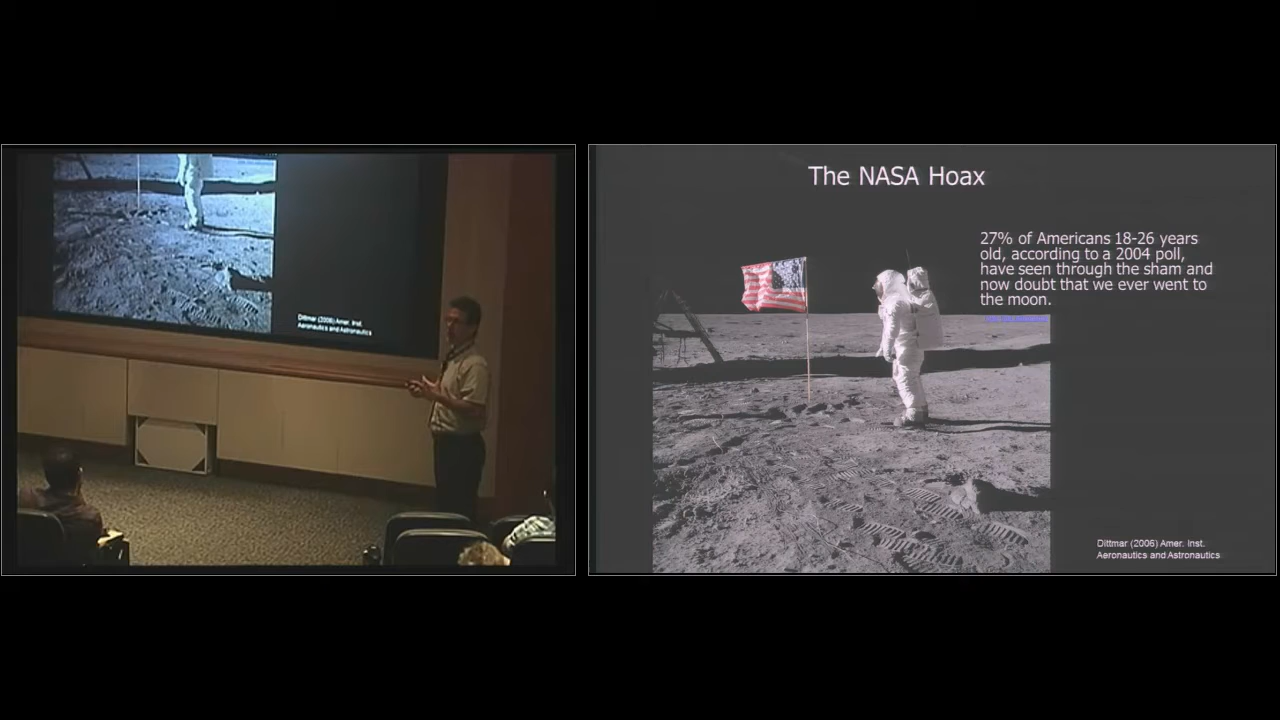 Dittmar (2006) Amer. Inst.
Aeronautics and Astronautics
The NASA Hoax
27% of Americans 18-26 years
old, according to a 2004 poll,
have seen through the sham and
now doubt that we ever went to
the moon.
Dittmar (2006) Amer. Inst.
Aeronautics and Astronautics